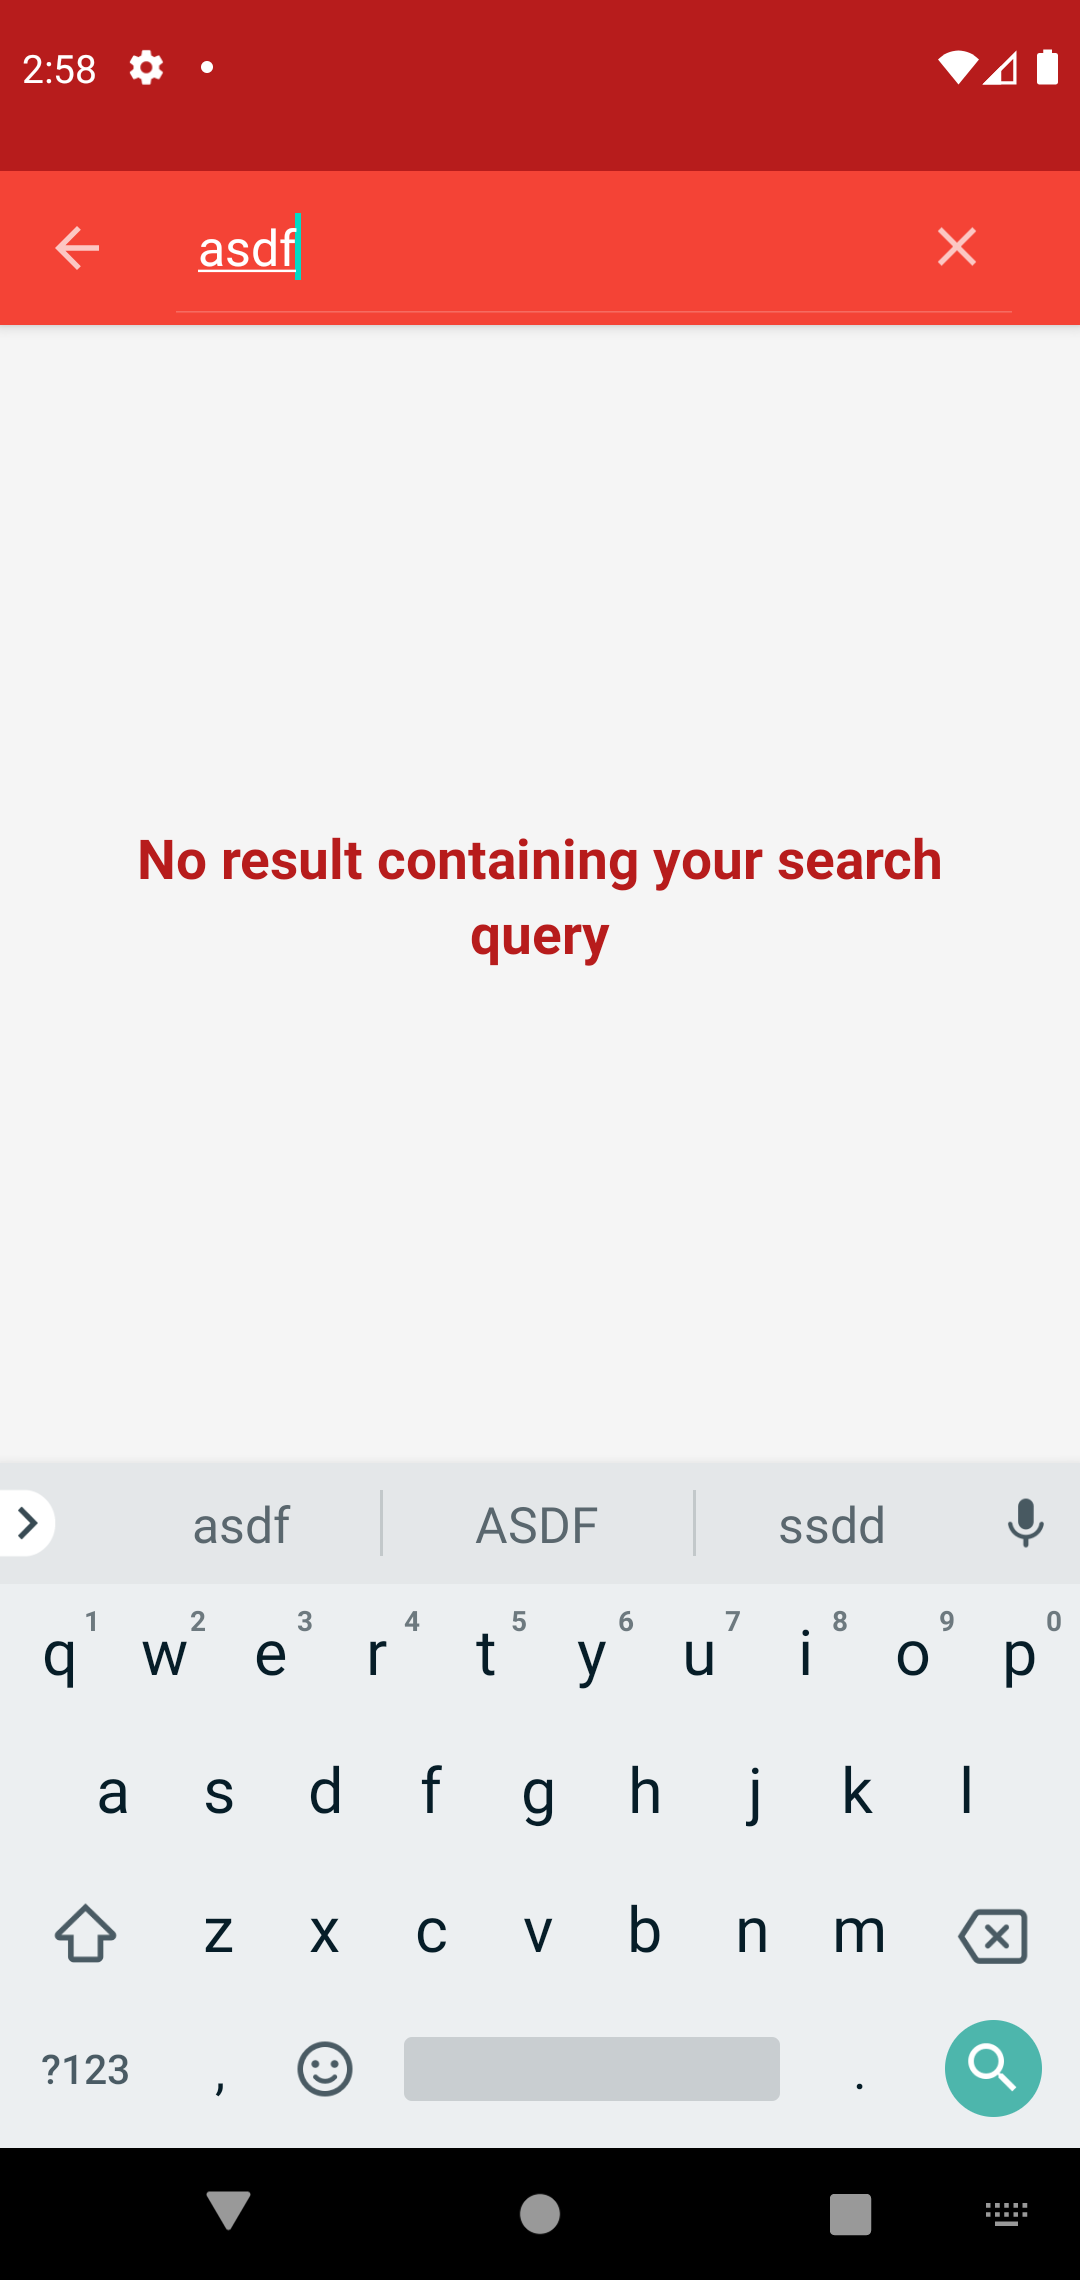 2:58
asdf
No result containing your search
query
asdf ASDF ssdd
q 1 w 2 e 3 r 4 t 5 y 6 u 7 i 8 o 9 p 0
a s d f g h j k l
z x c v b n m
?123 , .